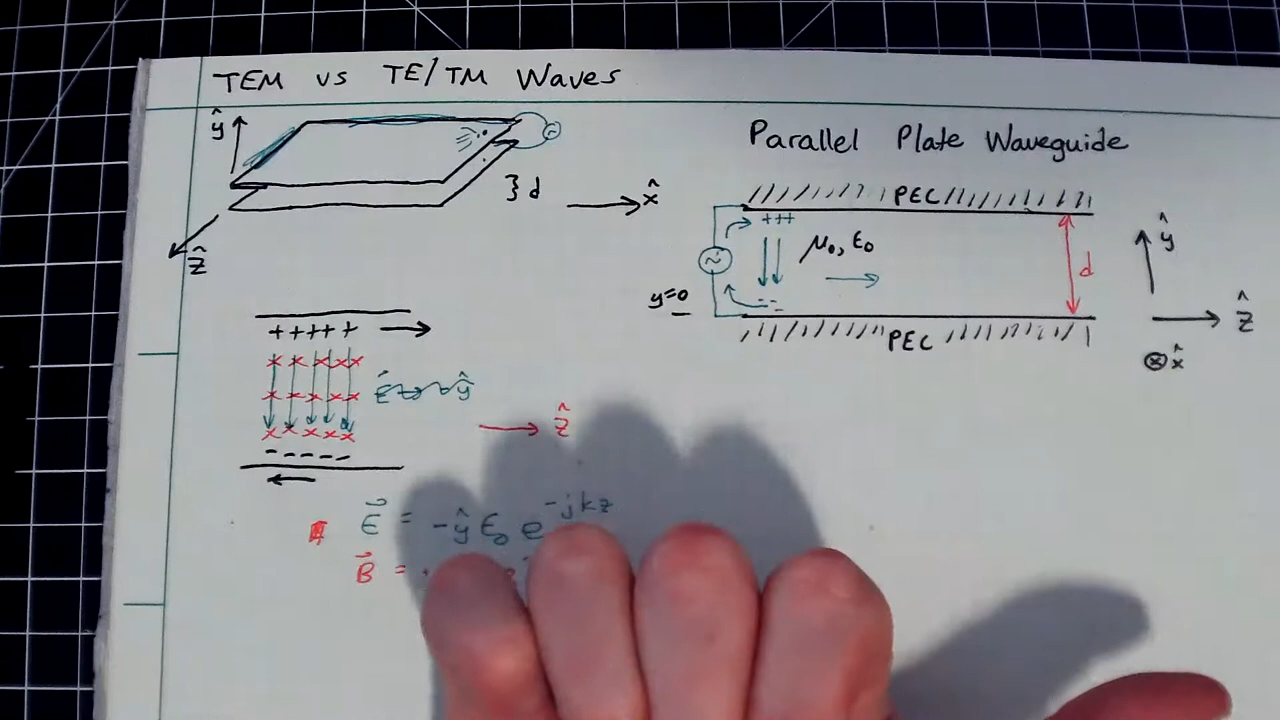 TEM vs TE/TM Waves
ŷ
} d
x̂
ẑ
Parallel Plate Waveguide
PEC
+++
μ₀, ε₀
d
y=0
PEC
ŷ
ẑ
⊗ x̂
+++++
ŷ
ẑ
-----
E⃗ = -ŷ E₀ e^{-jkz}
B⃗ =